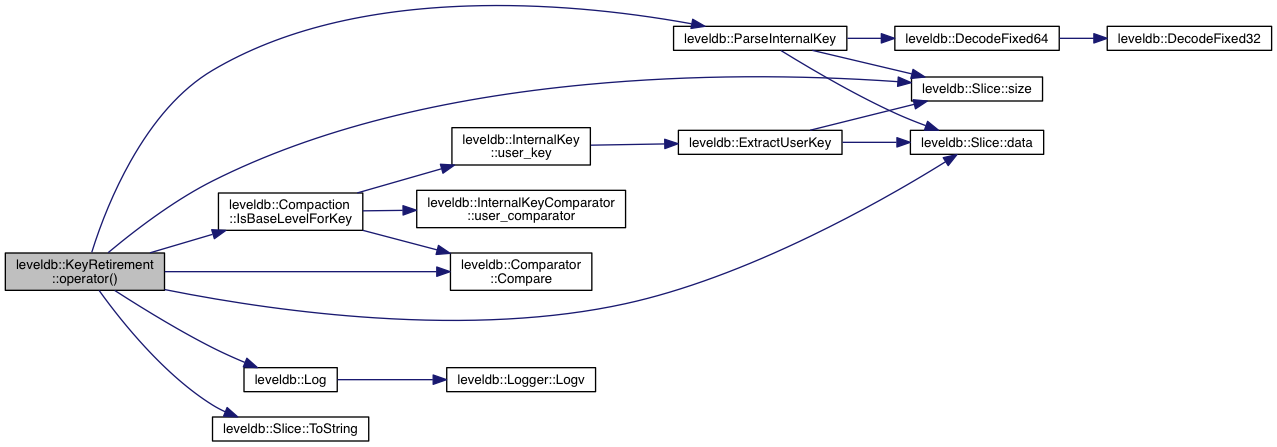 leveldb::KeyRetirement
::operator()
leveldb::ParseInternalKey
leveldb::DecodeFixed64
leveldb::DecodeFixed32
leveldb::Slice::size
leveldb::Slice::data
leveldb::InternalKey
::user_key
leveldb::ExtractUserKey
leveldb::Compaction
::IsBaseLevelForKey
leveldb::InternalKeyComparator
::user_comparator
leveldb::Comparator
::Compare
leveldb::Log
leveldb::Logger::Logv
leveldb::Slice::ToString